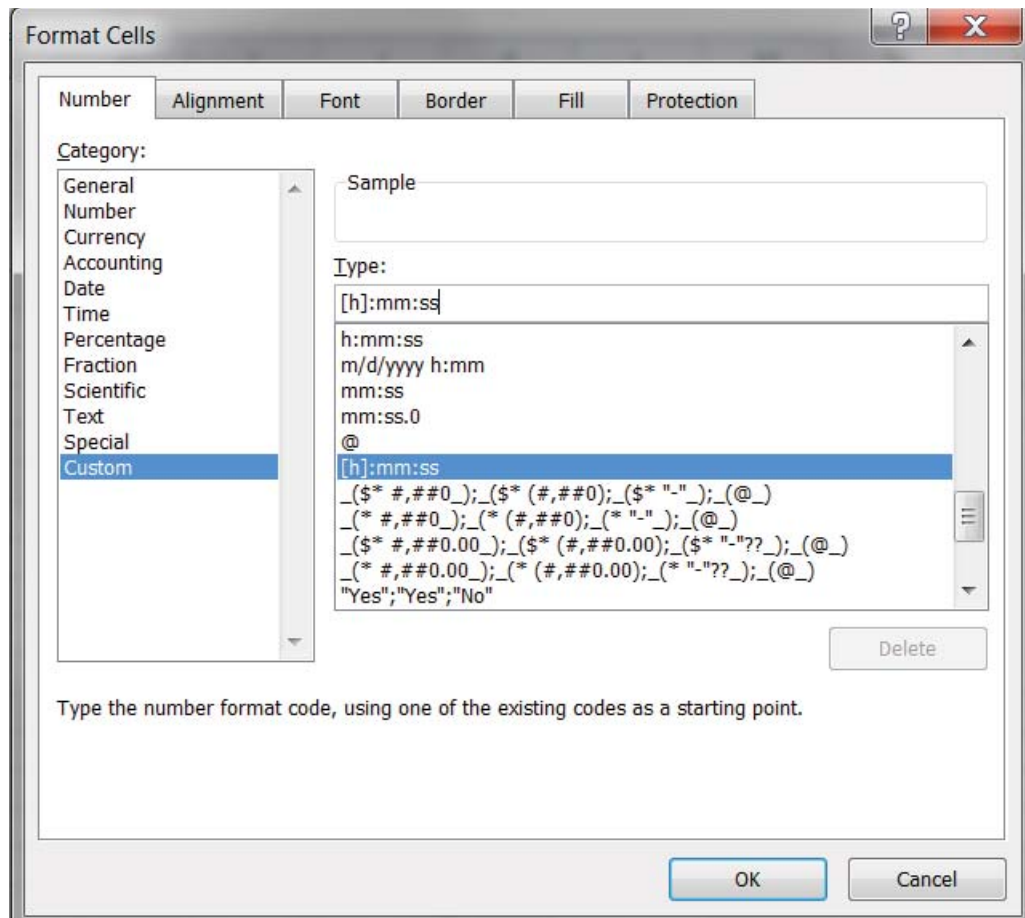 Format Cells
Number Alignment Font Border Fill Protection
Category:
General
Number
Currency
Accounting
Date
Time
Percentage
Fraction
Scientific
Text
Special
Custom
Sample
Type:
[h]:mm:ss
h:mm:ss
m/d/yyyy h:mm
mm:ss
mm:ss.0
@
[h]:mm:ss
_($* #,##0_);_($* (#,##0);_($* "-"_);_(@_)
_(* #,##0_);_(* (#,##0);_(* "-"_);_(@_)
_($* #,##0.00_);_($* (#,##0.00);_($* "-"??_);_(@_)
_(* #,##0.00_);_(* (#,##0.00);_(* "-"??_);_(@_)
"Yes";"Yes";"No"
Delete
Type the number format code, using one of the existing codes as a starting point.
OK Cancel